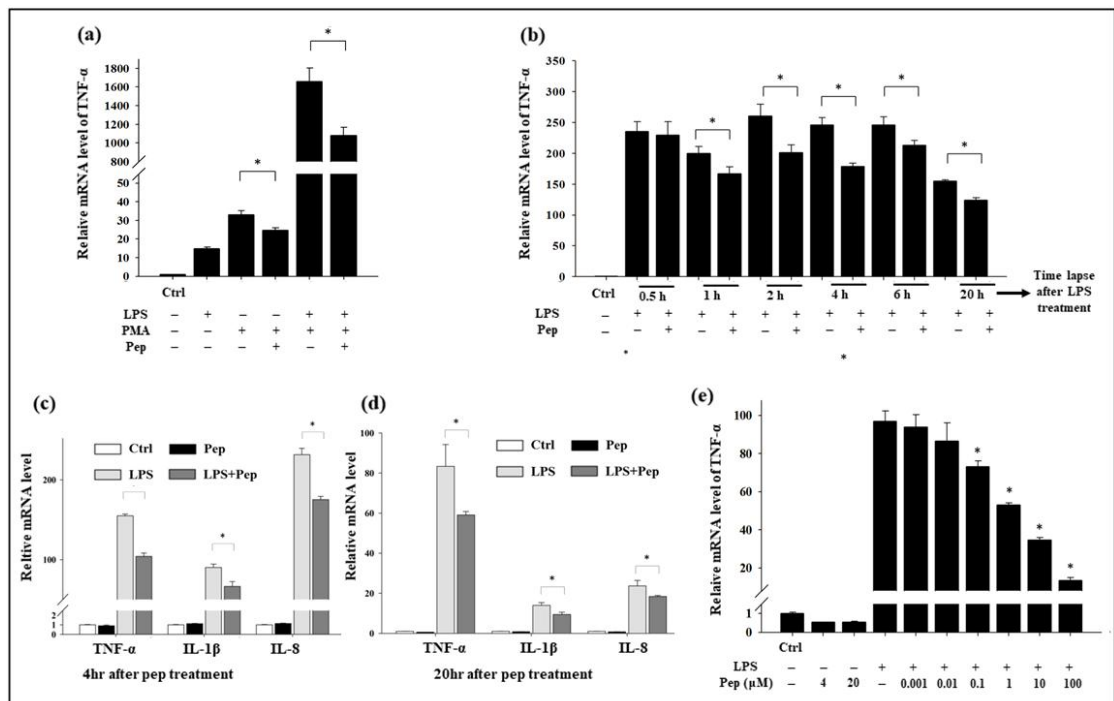 (a)
*
*
Relaive mRNA level of TNF-α
1800
1600
1400
1200
1000
800
50
40
30
20
10
0
Ctrl
LPS – + – – + +
PMA – – + + + +
Pep – – – + – +
(b)
Relaive mRNA level of TNF-α
350
300
250
200
150
100
50
0
* * * * *
Ctrl 0.5 h 1 h 2 h 4 h 6 h 20 h
Time lapse
after LPS
treatment
LPS – + + + + + + + + + + + +
Pep – – + – + – + – + – + – +
* *
(c)
Ctrl Pep
LPS LPS+Pep
Reltive mRNA level
200
100
2
1
0
* *
TNF-α IL-1β IL-8
4hr after pep treatment
(d)
Ctrl Pep
LPS LPS+Pep
Relative mRNA level
100
80
60
40
20
0
* * *
TNF-α IL-1β IL-8
20hr after pep treatment
(e)
Relaive mRNA level of TNF-α
100
80
60
40
20
1
0
* * * *
Ctrl
LPS – – – + + + + + + +
Pep (µM) – 4 20 – 0.001 0.01 0.1 1 10 100